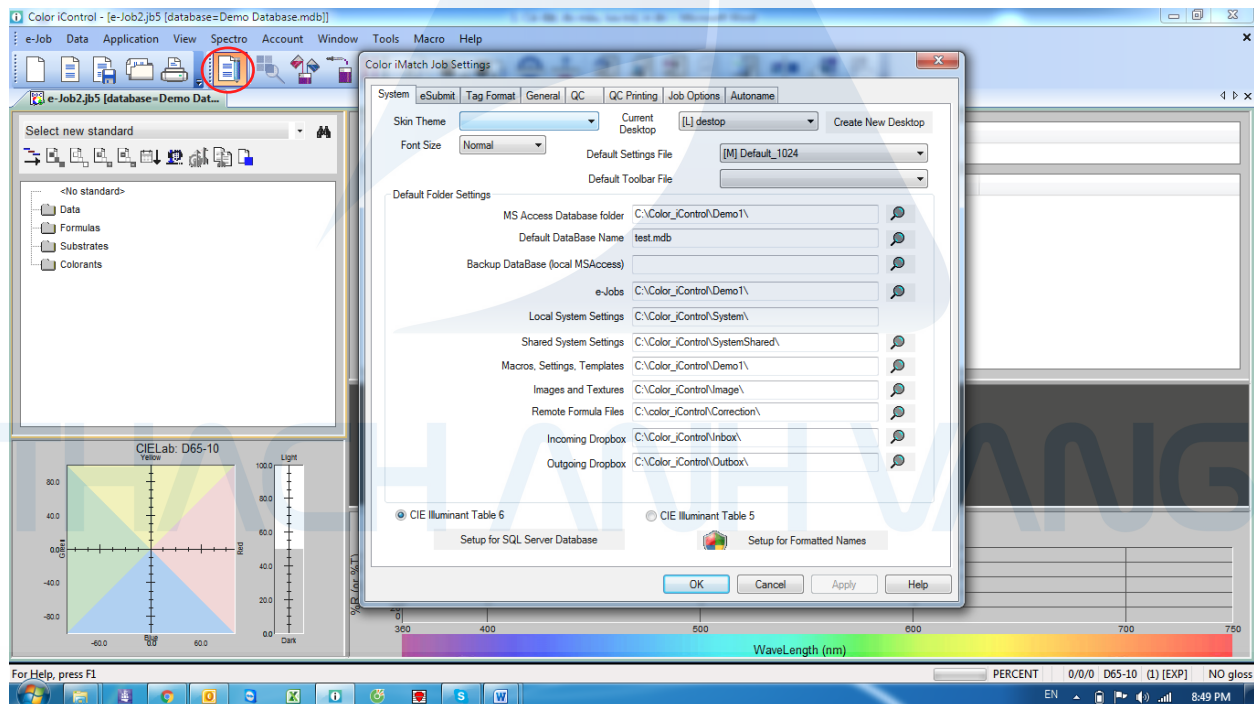 Color iControl - [e-Job2.jb5 [database=Demo Database.mdb]]
e-Job Data Application View Spectro Account Window Tools Macro Help
e-Job2.jb5 [database=Demo Dat...
Select new standard
<No standard>
Data
Formulas
Substrates
Colorants
CIELab: D65-10
Yellow
Light
100.0
80.0
80.0
40.0
60.0
0.0
Green
Red
40.0
-40.0
20.0
-80.0
0.0
-60.0
Blue
0.0
60.0
Dark
Color iMatch Job Settings
System eSubmit Tag Format General QC QC Printing Job Options Autoname
Skin Theme
Current Desktop [L] destop
Create New Desktop
Font Size Normal
Default Settings File [M] Default_1024
Default Toolbar File
Default Folder Settings
MS Access Database folder C:\Color_iControl\Demo1\
Default DataBase Name test.mdb
Backup DataBase (local MSAccess)
e-Jobs C:\Color_iControl\Demo1\
Local System Settings C:\Color_iControl\System\
Shared System Settings C:\Color_iControl\SystemShared\
Macros, Settings, Templates C:\Color_iControl\Demo1\
Images and Textures C:\Color_iControl\Image\
Remote Formula Files C:\color_iControl\Correction\
Incoming Dropbox C:\Color_iControl\Inbox\
Outgoing Dropbox C:\Color_iControl\Outbox\
CIE Illuminant Table 6
CIE Illuminant Table 5
Setup for SQL Server Database
Setup for Formatted Names
OK Cancel Apply Help
%R (or %T)
0
360 400 500 600 700 750
WaveLength (nm)
THACH ANH VANG
For Help, press F1
PERCENT 0/0/0 D65-10 (1) [EXP] NO gloss
EN 8:49 PM